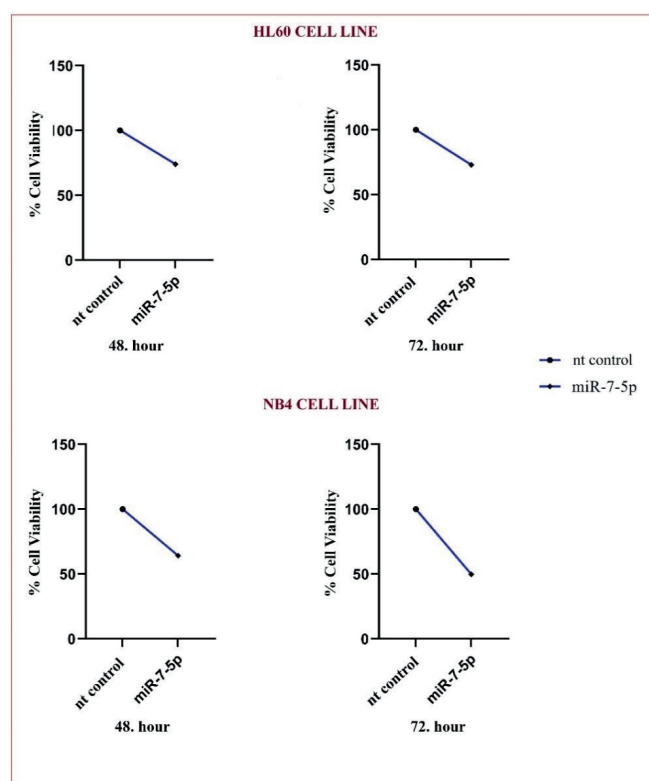 HL60 CELL LINE
% Cell Viability
150
100
50
0
nt control
miR-7-5p
48. hour
% Cell Viability
150
100
50
0
nt control
miR-7-5p
72. hour
nt control
miR-7-5p
NB4 CELL LINE
% Cell Viability
150
100
50
0
nt control
miR-7-5p
48. hour
% Cell Viability
150
100
50
0
nt control
miR-7-5p
72. hour